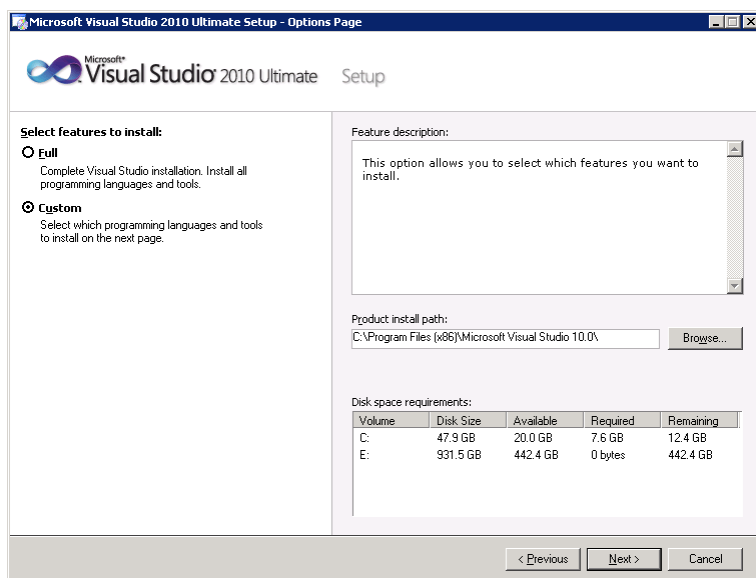 Microsoft Visual Studio 2010 Ultimate Setup - Options Page
Microsoft®
Visual Studio® 2010 Ultimate Setup
Select features to install:
Full
Complete Visual Studio installation. Install all
programming languages and tools.
Custom
Select which programming languages and tools
to install on the next page.
Feature description:
This option allows you to select which features you want to
install.
Product install path:
C:\Program Files (x86)\Microsoft Visual Studio 10.0\
Browse...
Disk space requirements:
Volume Disk Size Available Required Remaining
C: 47.9 GB 20.0 GB 7.6 GB 12.4 GB
E: 931.5 GB 442.4 GB 0 bytes 442.4 GB
< Previous Next > Cancel